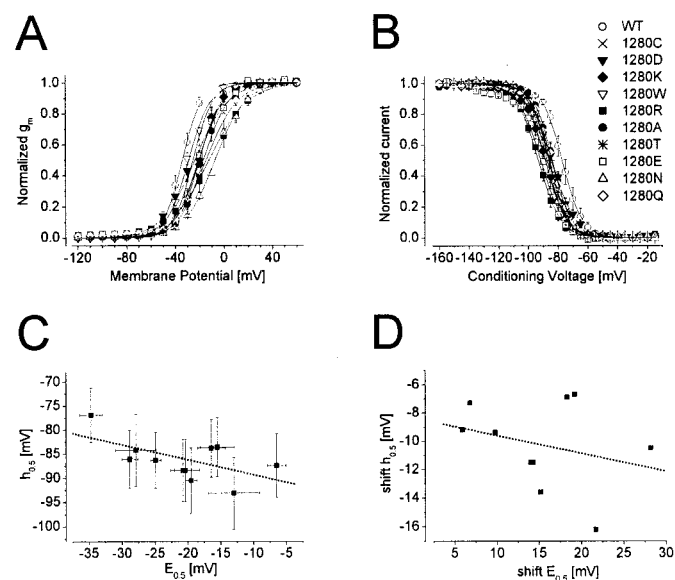 A
1.0
0.8
0.6
0.4
0.2
0.0
Normalized gm
-120
-80
-40
0
40
Membrane Potential [mV]
B
1.0
0.8
0.6
0.4
0.2
0.0
Normalized current
-160
-140
-120
-100
-80
-60
-40
-20
Conditioning Voltage [mV]
WT
1280C
1280D
1280K
1280W
1280R
1280A
1280T
1280E
1280N
1280Q
C
-70
-75
-80
-85
-90
-95
-100
h0.5 [mV]
-35
-30
-25
-20
-15
-10
-5
E0.5 [mV]
D
-6
-8
-10
-12
-14
-16
shift h0.5 [mV]
5
10
15
20
25
30
shift E0.5 [mV]